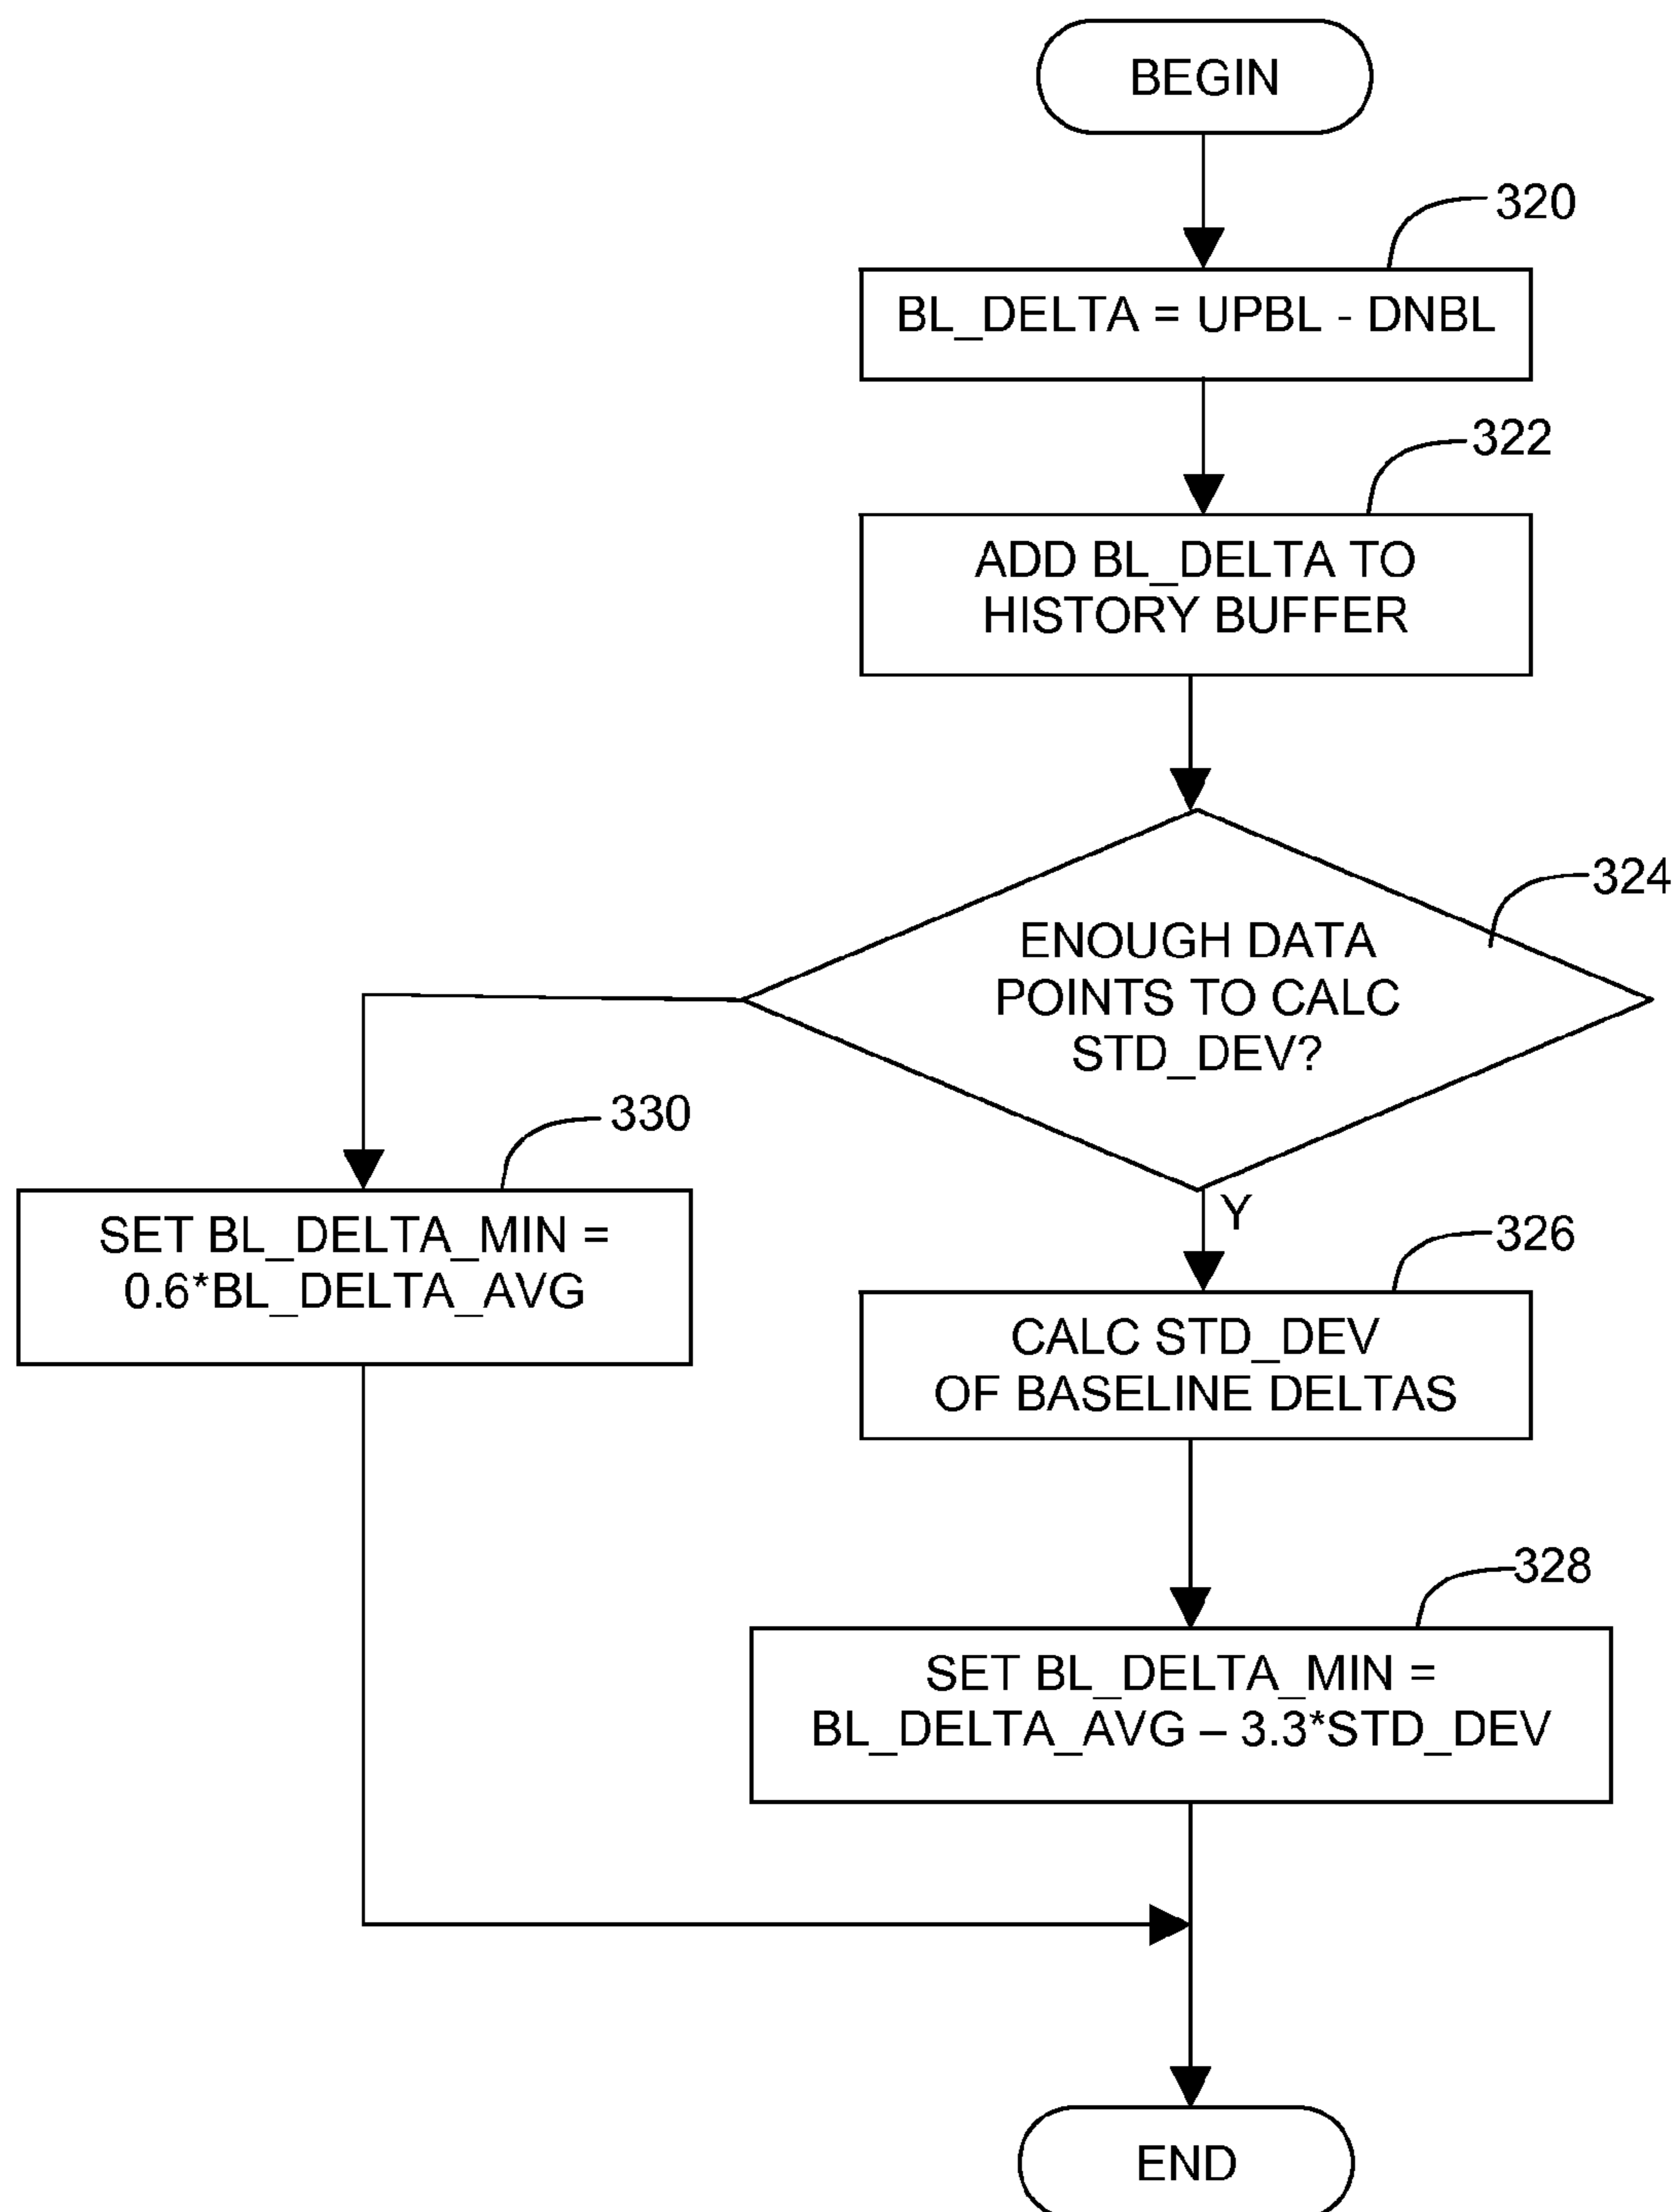 BEGIN
320
BL_DELTA = UPBL - DNBL
322
ADD BL_DELTA TO
HISTORY BUFFER
324
ENOUGH DATA
POINTS TO CALC
STD_DEV?
330
SET BL_DELTA_MIN =
0.6*BL_DELTA_AVG
Y
326
CALC STD_DEV
OF BASELINE DELTAS
328
SET BL_DELTA_MIN =
BL_DELTA_AVG – 3.3*STD_DEV
END